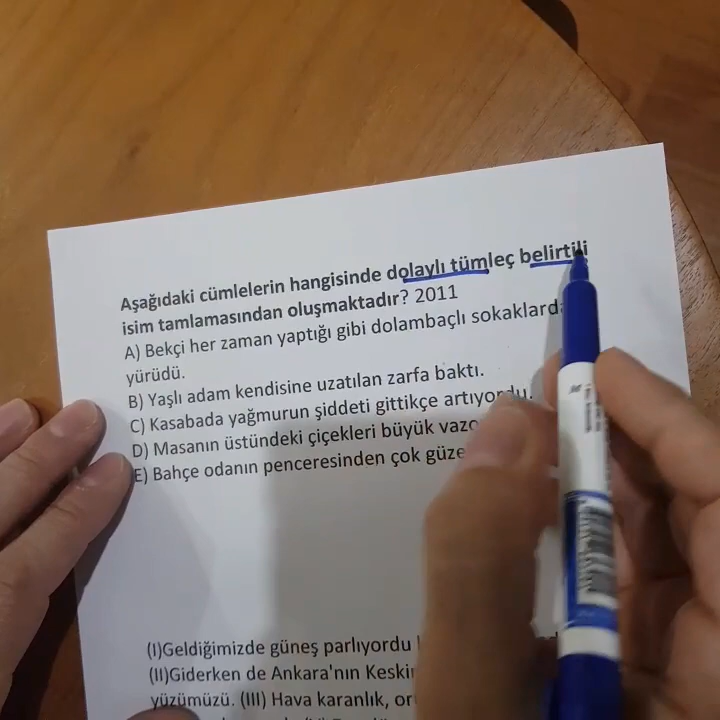 Aşağıdaki cümlelerin hangisinde dolaylı tümleç belirtili
isim tamlamasından oluşmaktadır? 2011
A) Bekçi her zaman yaptığı gibi dolambaçlı
yürüdü.
B) Yaşlı adam kendisine uzatılan zarfa baktı.
C) Kasabada yağmurun şiddeti gittikçe artıyordu.
D) Masanın üstündeki çiçekleri büyük
E) Bahçe odanın penceresinden çok
(I)Geldiğimizde güneş parlıyordu
(II)Giderken de Ankara'nın
yüzümüzü. (III) Hava karanlık,